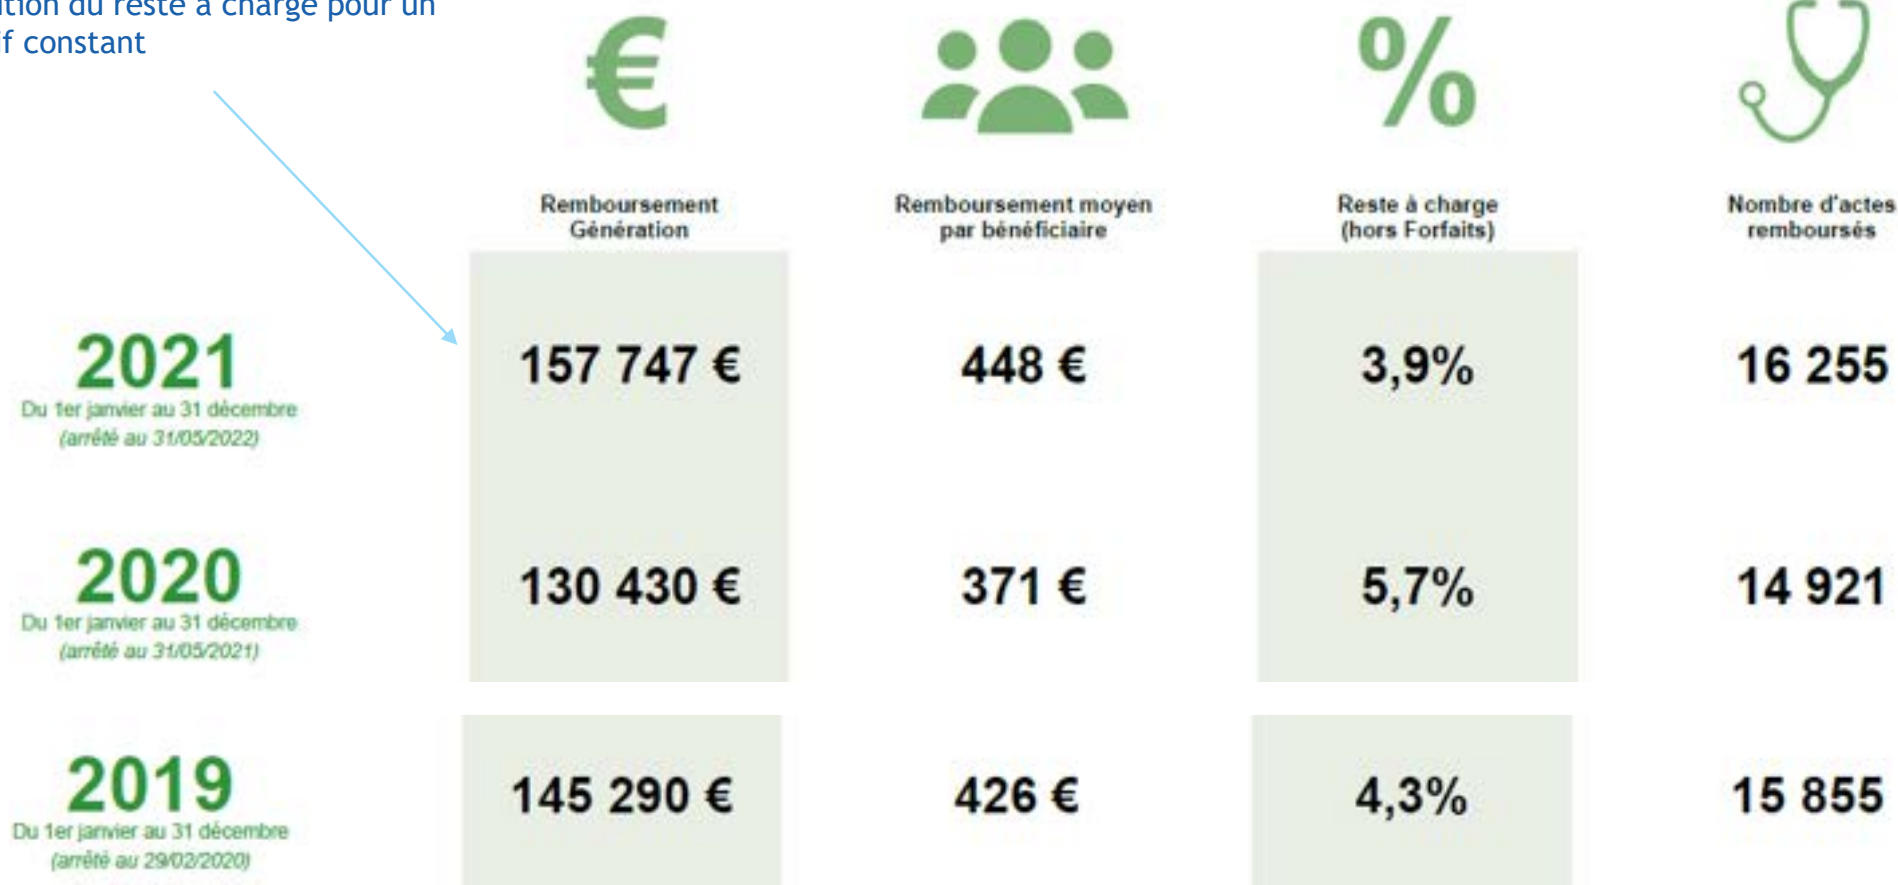 du reste à charge pour un
constant
€
%
Remboursement
Génération
Remboursement moyen
par bénéficiaire
Reste à charge
(hors Forfaits)
Nombre d'actes
remboursés
2021
Du 1er janvier au 31 décembre
(arrêté au 31/05/2022)
157 747 €
448 €
3,9%
16 255
2020
Du 1er janvier au 31 décembre
(arrêté au 31/05/2021)
130 430 €
371 €
5,7%
14 921
2019
Du 1er janvier au 31 décembre
(arrêté au 29/02/2020)
145 290 €
426 €
4,3%
15 855